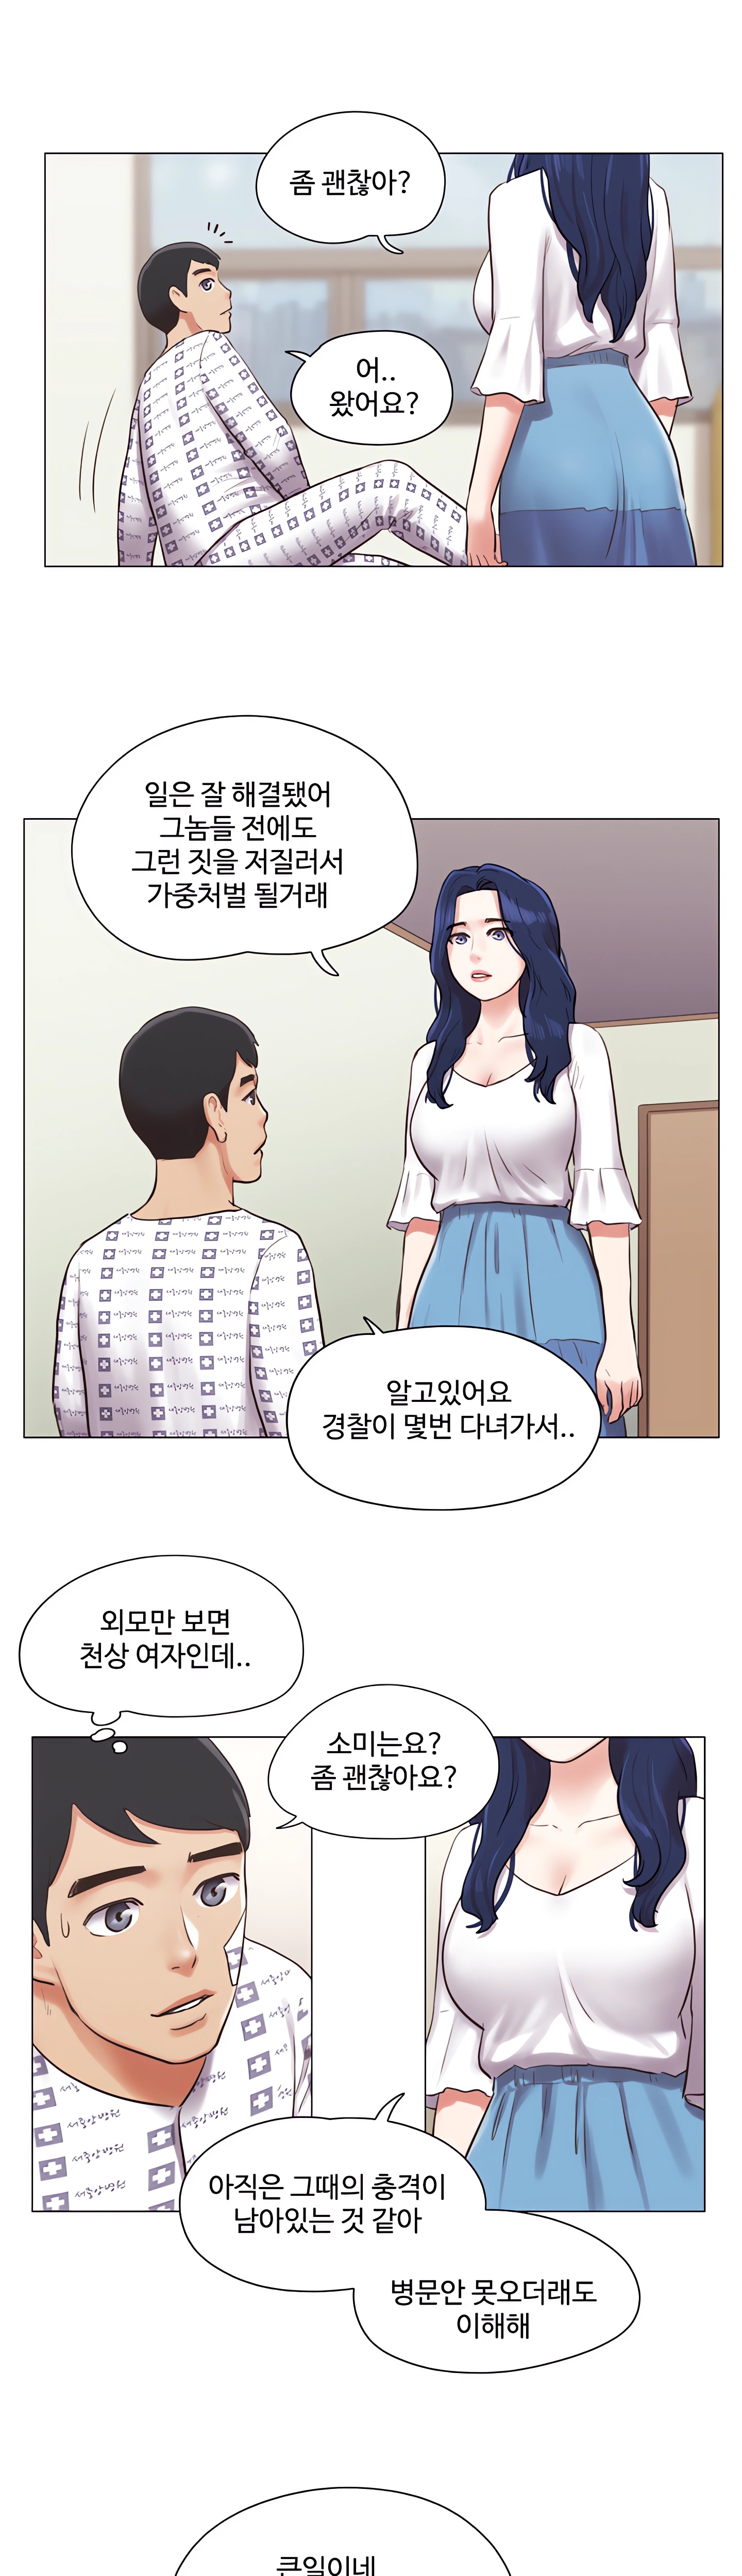 좀 괜찮아?
어..
왔어요?
일은 잘 해결됐어
그놈들 전에도
그런 짓을 저질러서
가중처벌 될거래
알고있어요
경찰이 몇번 다녀가서..
외모만 보면
천상 여자인데..
소미는요?
좀 괜찮아요?
아직은 그때의 충격이
남아있는 것 같아
병문안 못오더래도
이해해
큰일이네